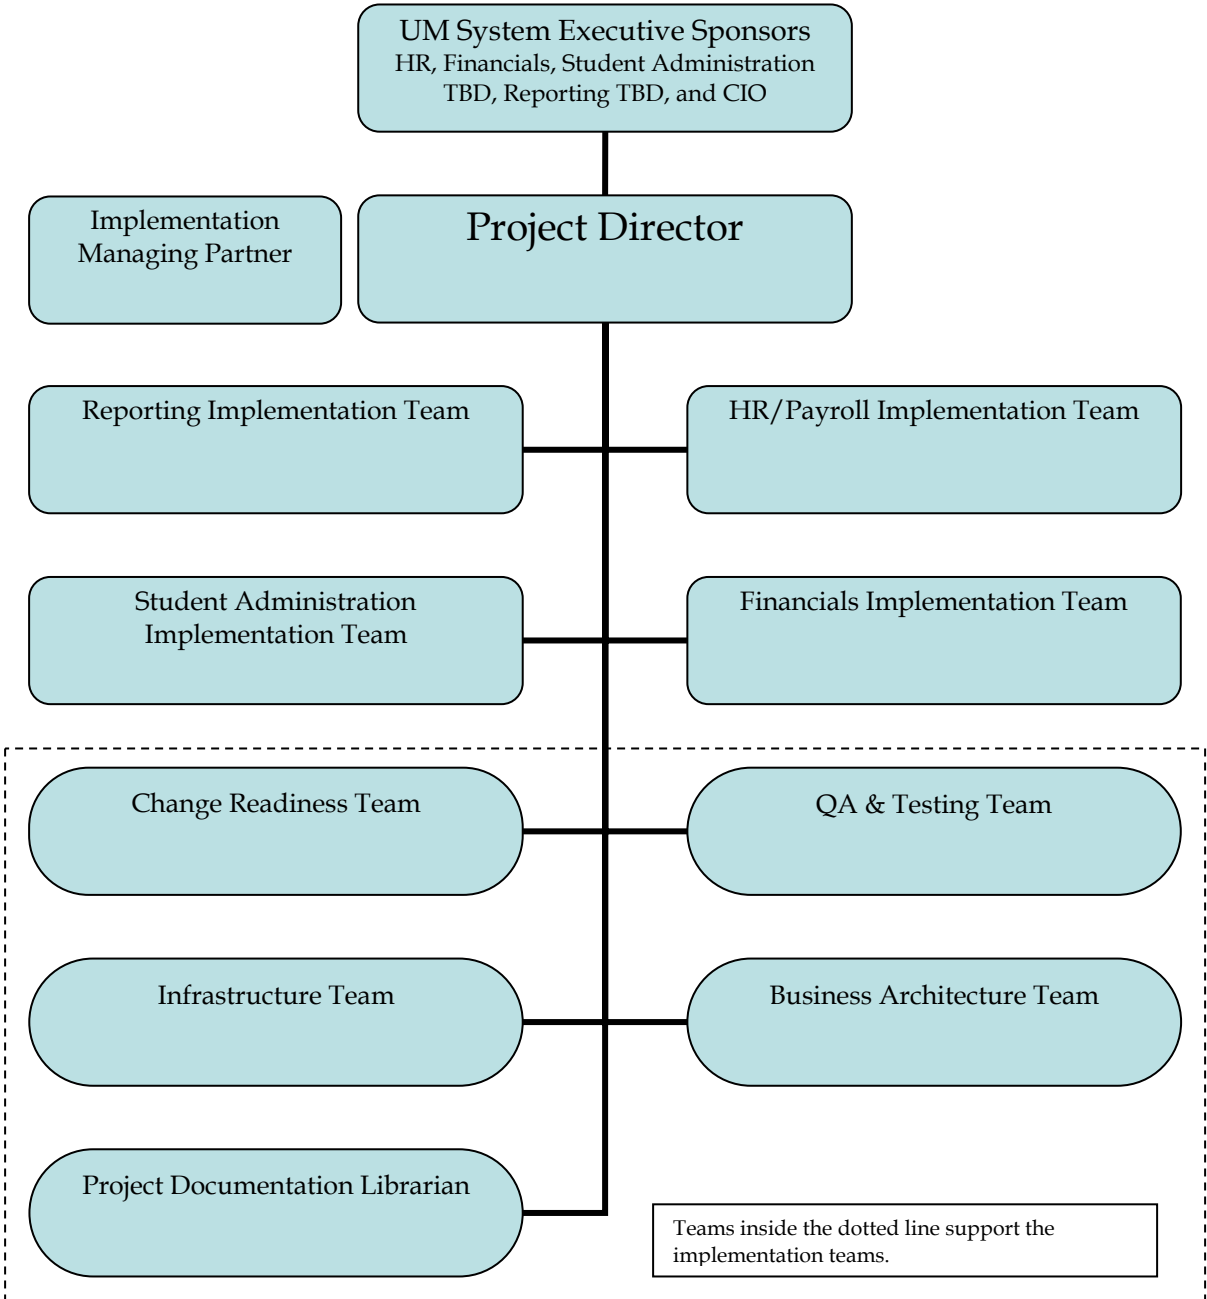 UM System Executive Sponsors
HR, Financials, Student Administration
TBD, Reporting TBD, and CIO
Implementation
Managing Partner
Project Director
Reporting Implementation Team
HR/Payroll Implementation Team
Student Administration
Implementation Team
Financials Implementation Team
Change Readiness Team
QA & Testing Team
Infrastructure Team
Business Architecture Team
Project Documentation Librarian
Teams inside the dotted line support the
implementation teams.